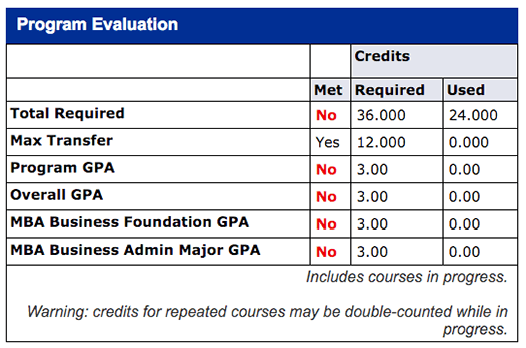 Program Evaluation
Credits
Met Required Used
Total Required No 36.000 24.000
Max Transfer Yes 12.000 0.000
Program GPA No 3.00 0.00
Overall GPA No 3.00 0.00
MBA Business Foundation GPA No 3.00 0.00
MBA Business Admin Major GPA No 3.00 0.00
Includes courses in progress.
Warning: credits for repeated courses may be double-counted while in
progress.